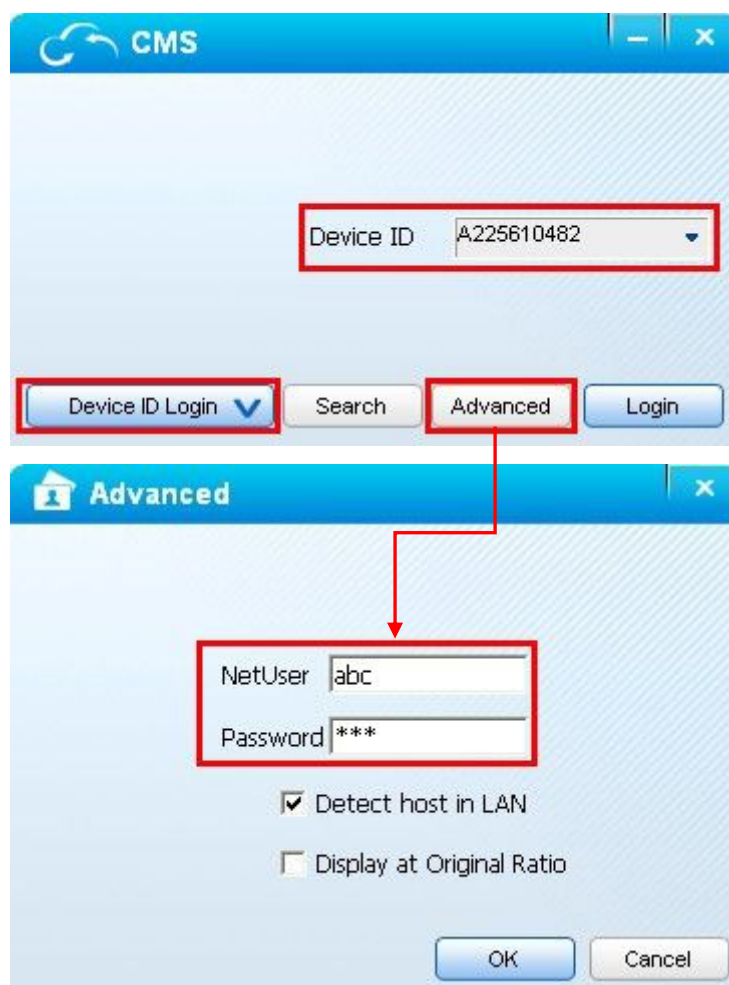 CMS
Device ID A225610482
Device ID Login Search Advanced Login
Advanced
NetUser abc
Password ***
Detect host in LAN
Display at Original Ratio
OK Cancel